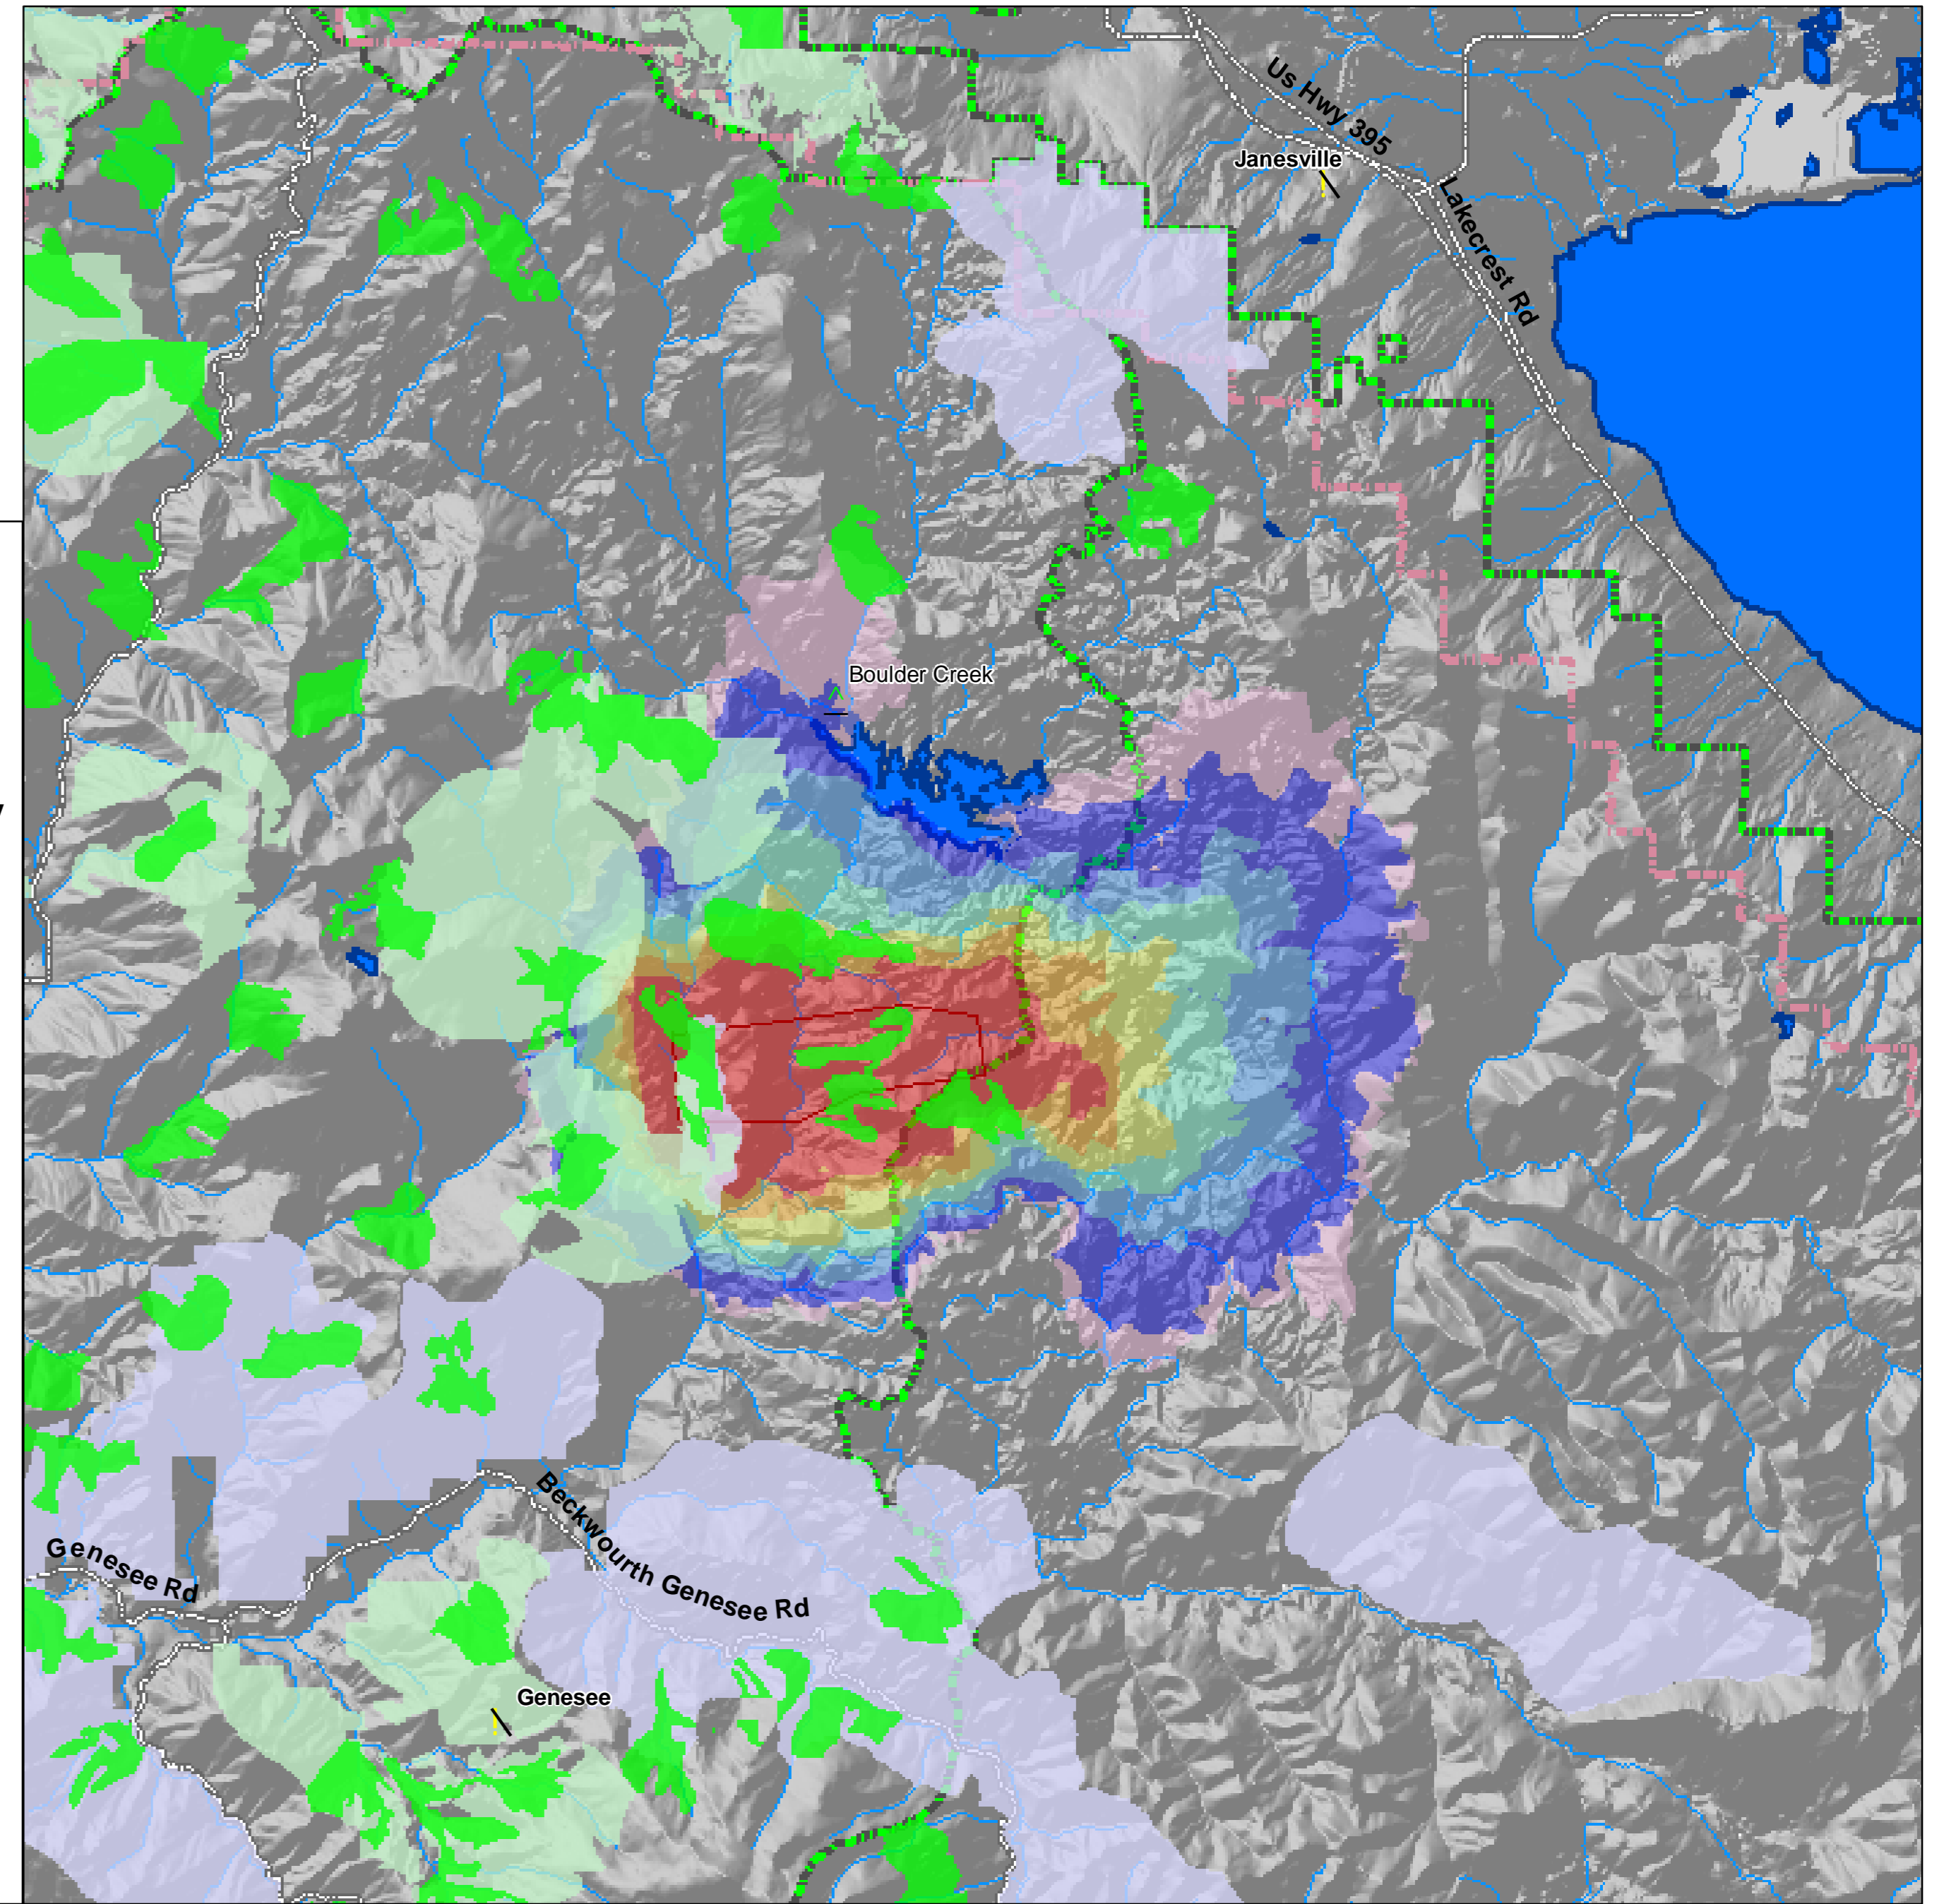 Us Hwy 395
Janesville
Lakecrest Rd
Boulder Creek
Beckwourth Genesee Rd
Genesee Rd
Genesee